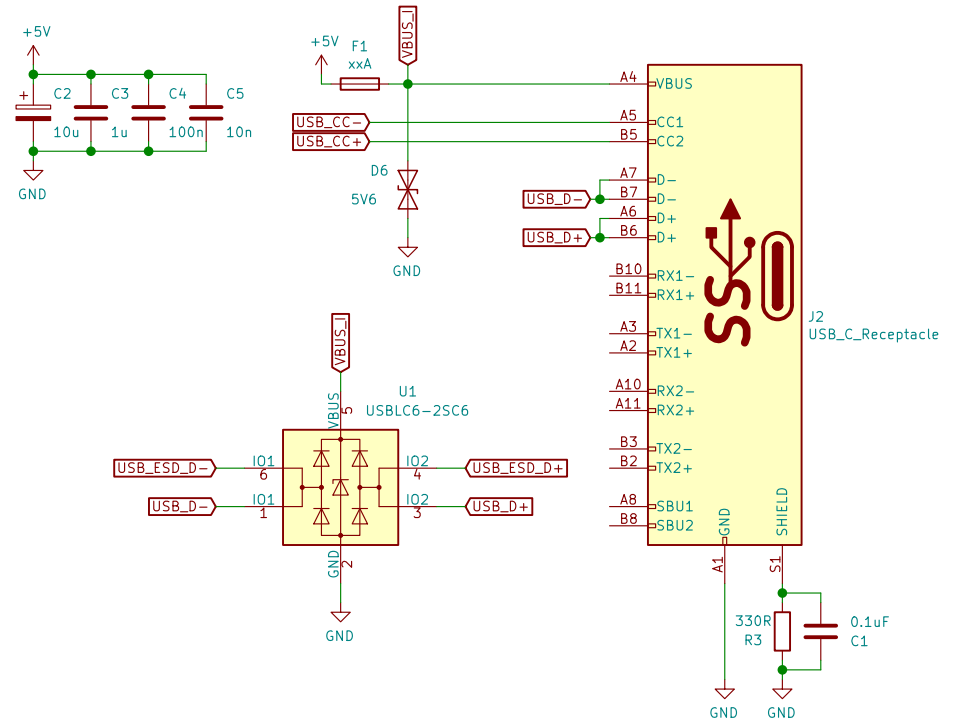 +5V
+
C2
10u
C3
1u
C4
100n
C5
10n
GND
VBUS_I
+5V
F1
xxA
USB_CC-
USB_CC+
D6
5V6
GND
USB_D-
USB_D+
A4 VBUS
A5 CC1
B5 CC2
A7 D-
B7 D-
A6 D+
B6 D+
B10 RX1-
B11 RX1+
A3 TX1-
A2 TX1+
A10 RX2-
A11 RX2+
B3 TX2-
B2 TX2+
A8 SBU1
B8 SBU2
SS
J2
USB_C_Receptacle
GND
A1
SHIELD
S1
330R
R3
0.1uF
C1
GND
GND
VBUS_I
U1
USBLC6-2SC6
VBUS
5
USB_ESD_D-
IO1
6
IO2
4
USB_ESD_D+
USB_D-
IO1
1
IO2
3
USB_D+
GND
2
GND